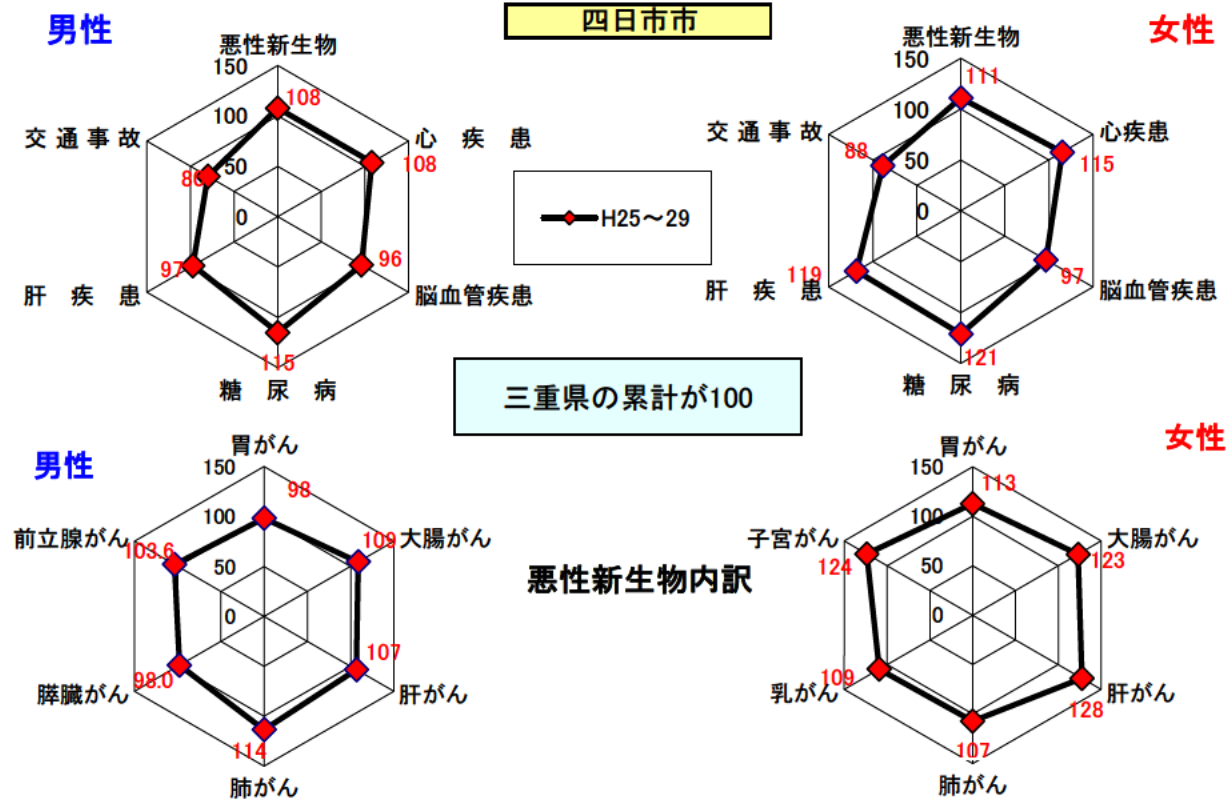 四日市市
男性
悪性新生物
150
100
50
0
108
心 疾 患
108
96
脳血管疾患
115
糖 尿 病
97
肝 疾 患
交 通 事 故
H25～29
女性
悪性新生物
150
100
50
0
111
心疾患
115
97
脳血管疾患
121
糖 尿 病
119
肝 疾 患
88
交 通 事 故
三重県の累計が100
男性
胃がん
150
100
50
0
98
大腸がん
109
107
肝がん
114
肺がん
98.0
膵臓がん
103.6
前立腺がん
悪性新生物内訳
女性
胃がん
150
100
50
0
113
大腸がん
123
128
肝がん
107
肺がん
109
乳がん
124
子宮がん